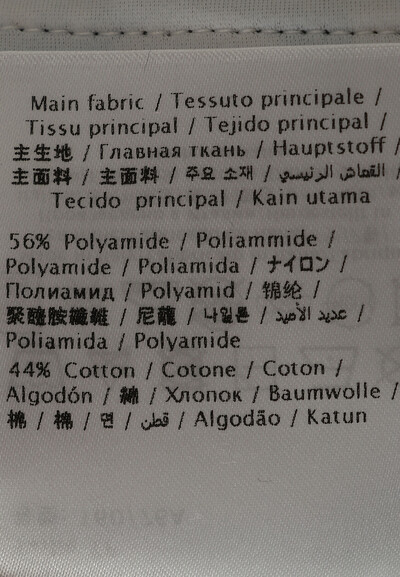 Main fabric / Tessuto principale /
Tissu principal / Tejido principal /
主生地 / Главная ткань / Hauptstoff /
主面料 / 主要面料 / 주요 소재 / القماش الرئيسي /
Tecido principal / Kain utama
56% Polyamide / Poliammide /
Polyamide / Poliamida / ナイロン /
Полиамид / Polyamid / 锦纶 /
聚醯胺纖維 / 尼龍 / 나일론 / عديد الأميد /
Poliamida / Polyamide
44% Cotton / Cotone / Coton /
Algodón / 綿 / Хлопок / Baumwolle /
棉 / 棉 / 면 / قطن / Algodão / Katun